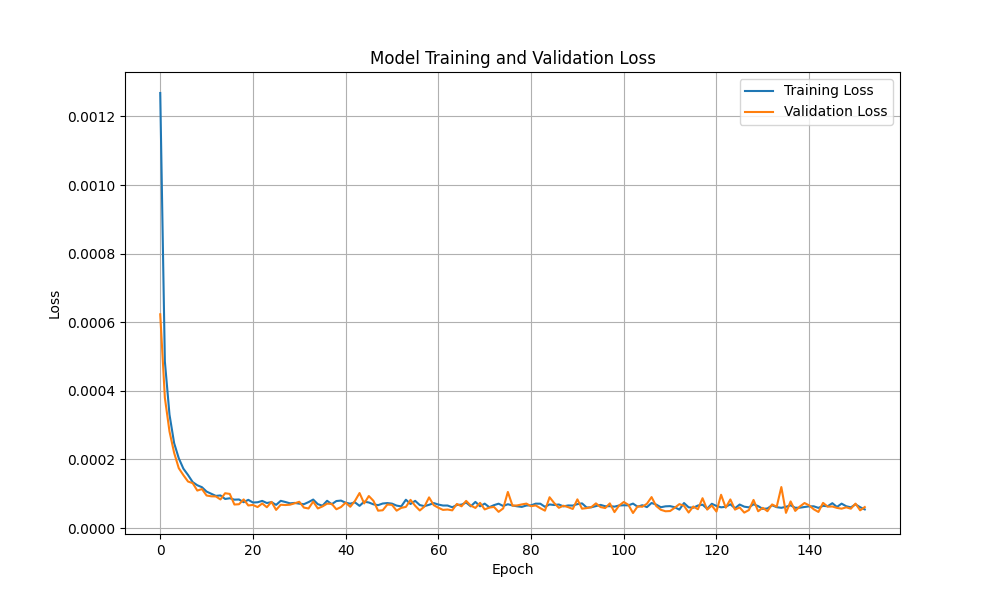 Model Training and Validation Loss
Training Loss
Validation Loss
Loss
0.0012
0.0010
0.0008
0.0006
0.0004
0.0002
0.0000
0 20 40 60 80 100 120 140
Epoch